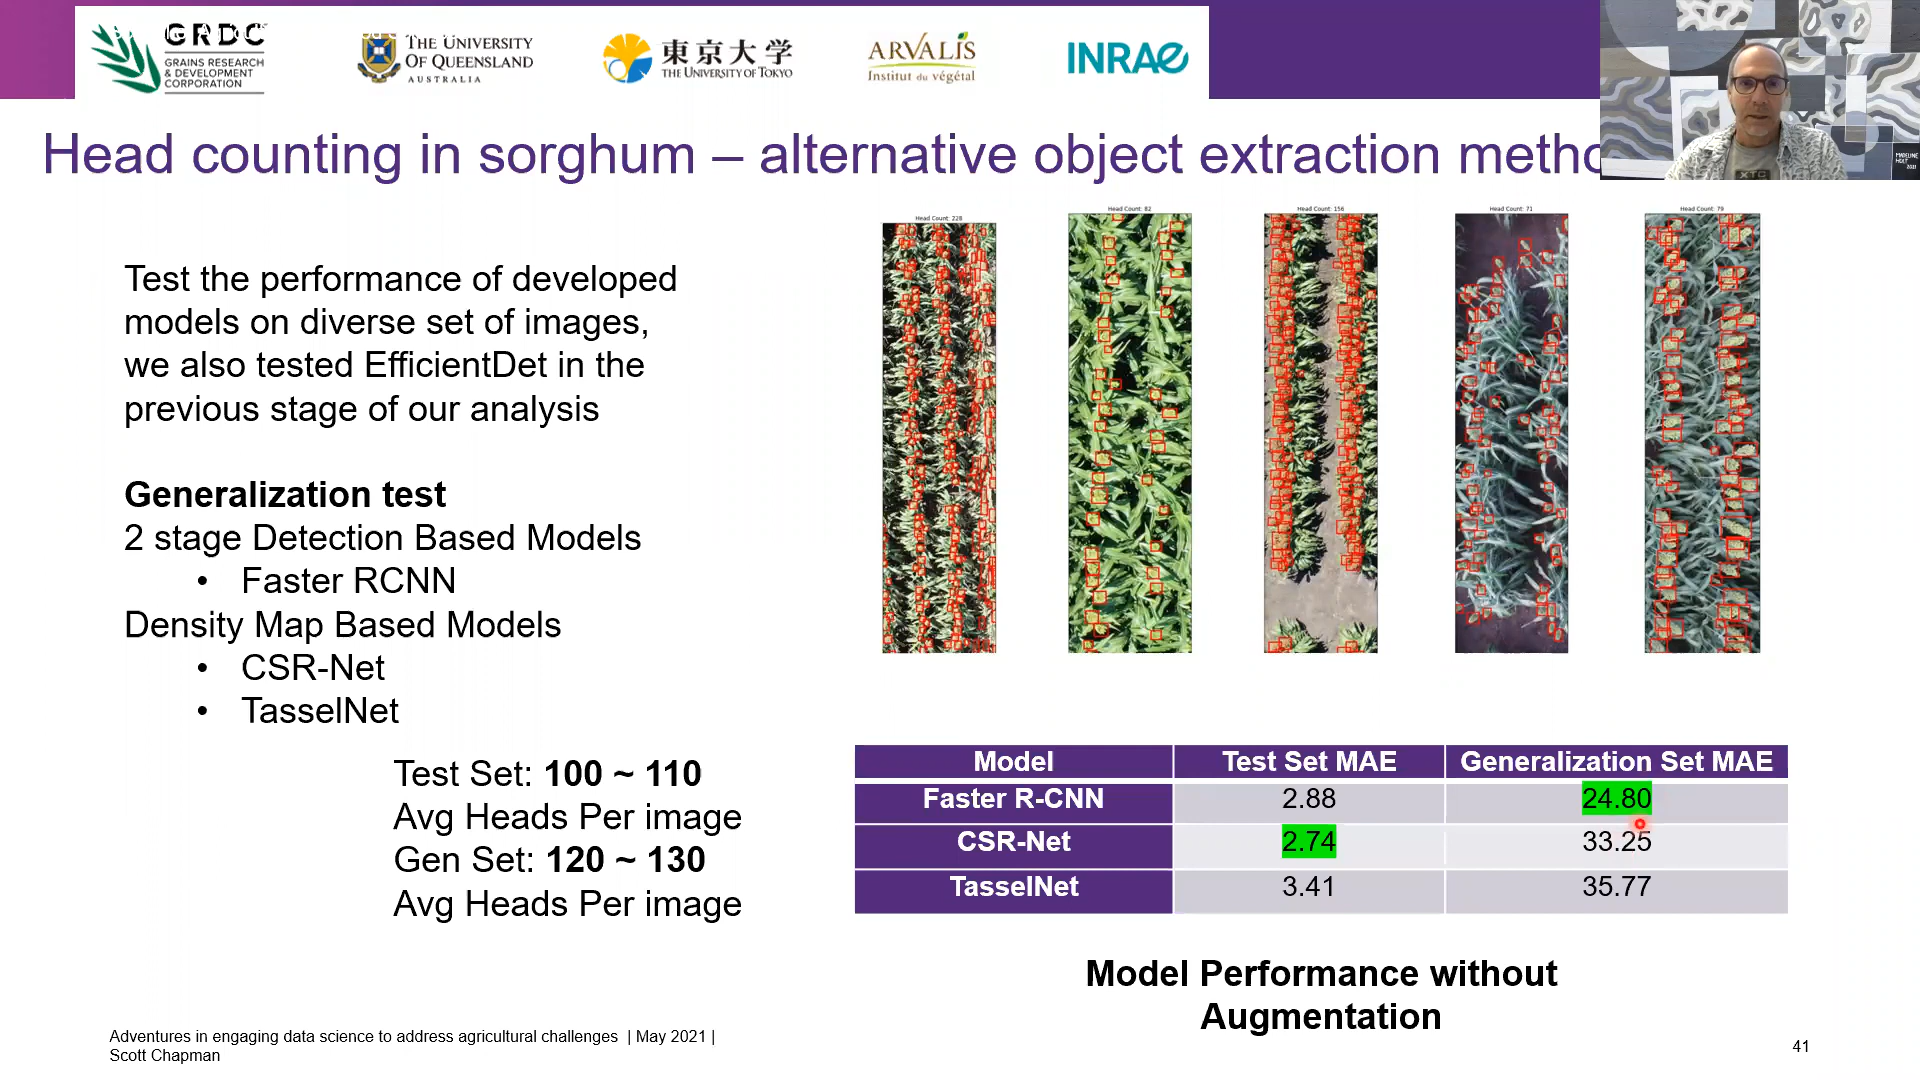 GRDC
GRAINS RESEARCH
& DEVELOPMENT
CORPORATION
THE UNIVERSITY
OF QUEENSLAND
AUSTRALIA
東京大学
THE UNIVERSITY OF TOKYO
ARVALIS
Institut du végétal
INRAE
Head counting in sorghum – alternative object extraction metho
XTC
MADELINE
HOLT
2021
Head Count: 228
Head Count: 82
Head Count: 156
Head Count: 71
Head Count: 79
Test the performance of developed
models on diverse set of images,
we also tested EfficientDet in the
previous stage of our analysis
Generalization test
2 stage Detection Based Models
• Faster RCNN
Density Map Based Models
• CSR-Net
• TasselNet
Test Set: 100 ~ 110
Avg Heads Per image
Gen Set: 120 ~ 130
Avg Heads Per image
Model Test Set MAE Generalization Set MAE
Faster R-CNN 2.88 24.80
CSR-Net 2.74 33.25
TasselNet 3.41 35.77
Model Performance without
Augmentation
Adventures in engaging data science to address agricultural challenges | May 2021 |
Scott Chapman
41